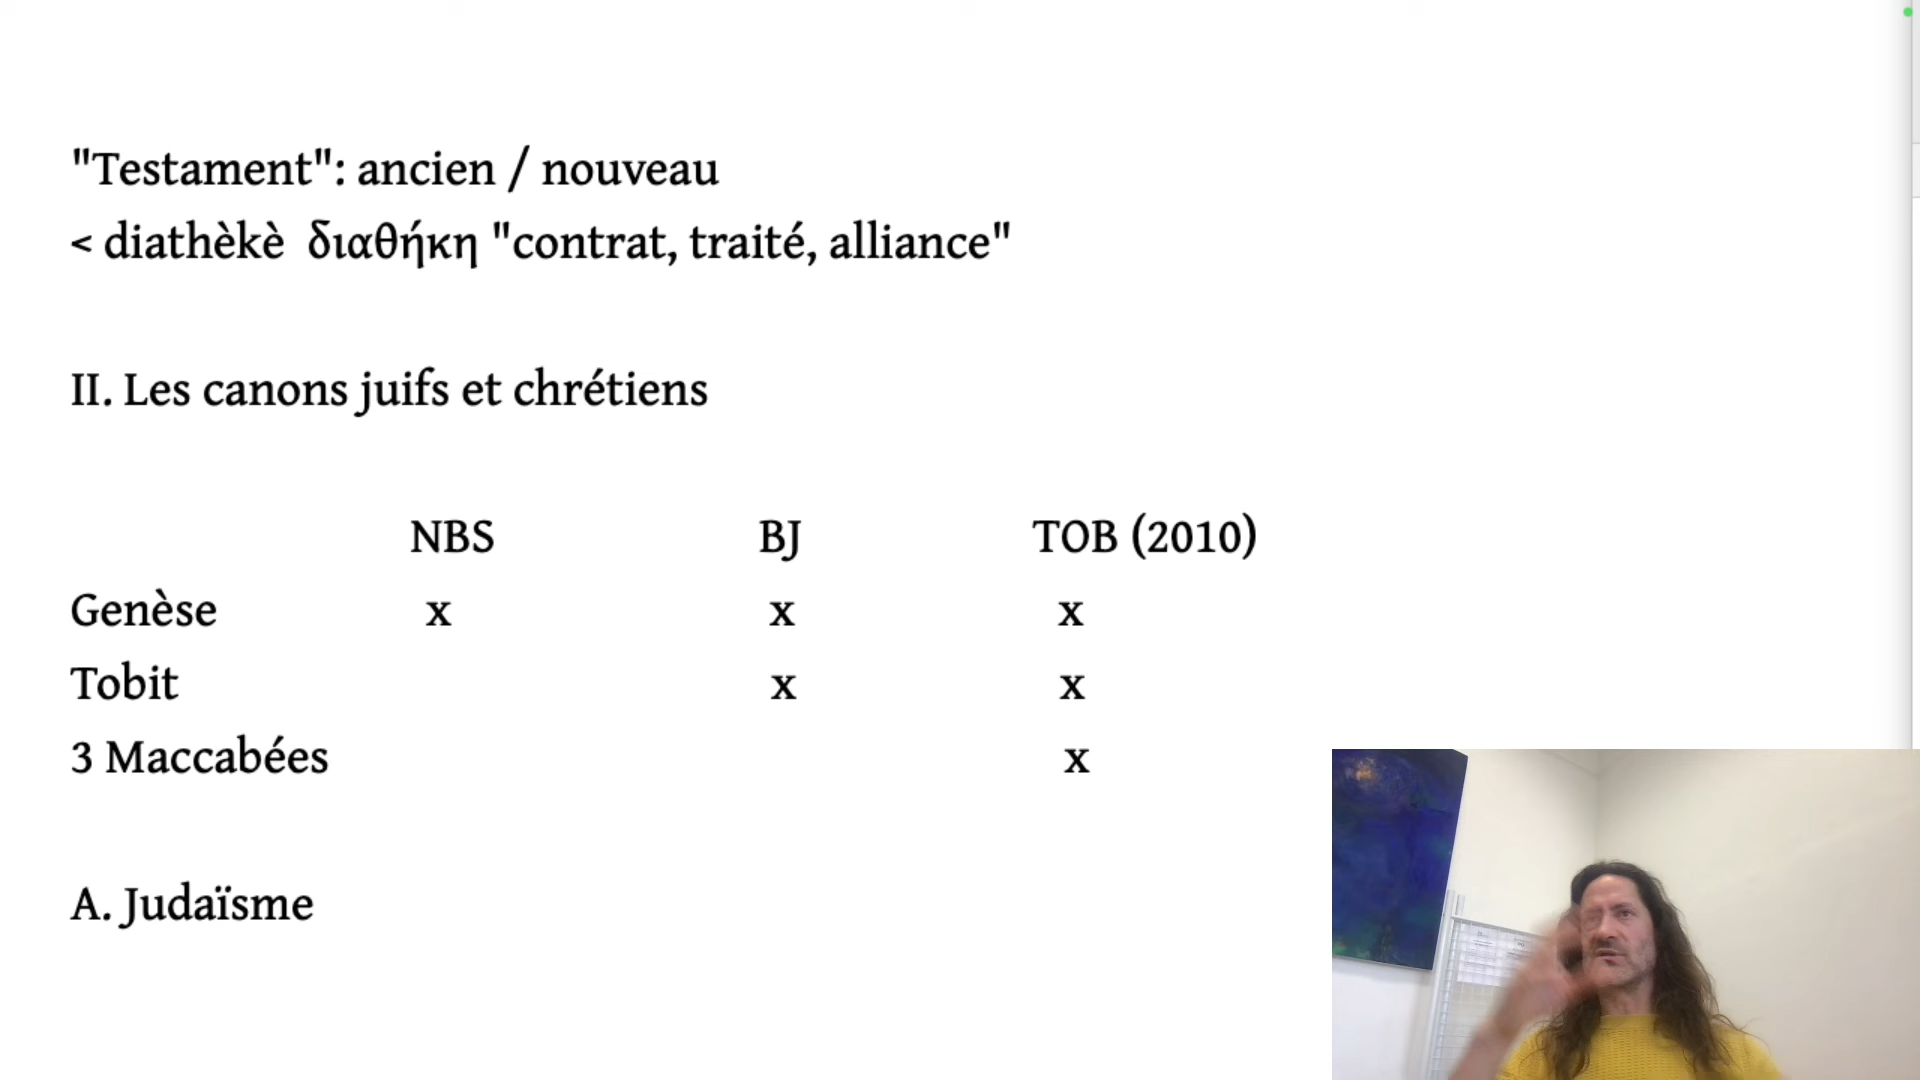 "Testament": ancien / nouveau
< diathèkè διαθήκη "contrat, traité, alliance"
II. Les canons juifs et chrétiens
NBS BJ TOB (2010)
Genèse x x x
Tobit x x
3 Maccabées x
A. Judaïsme